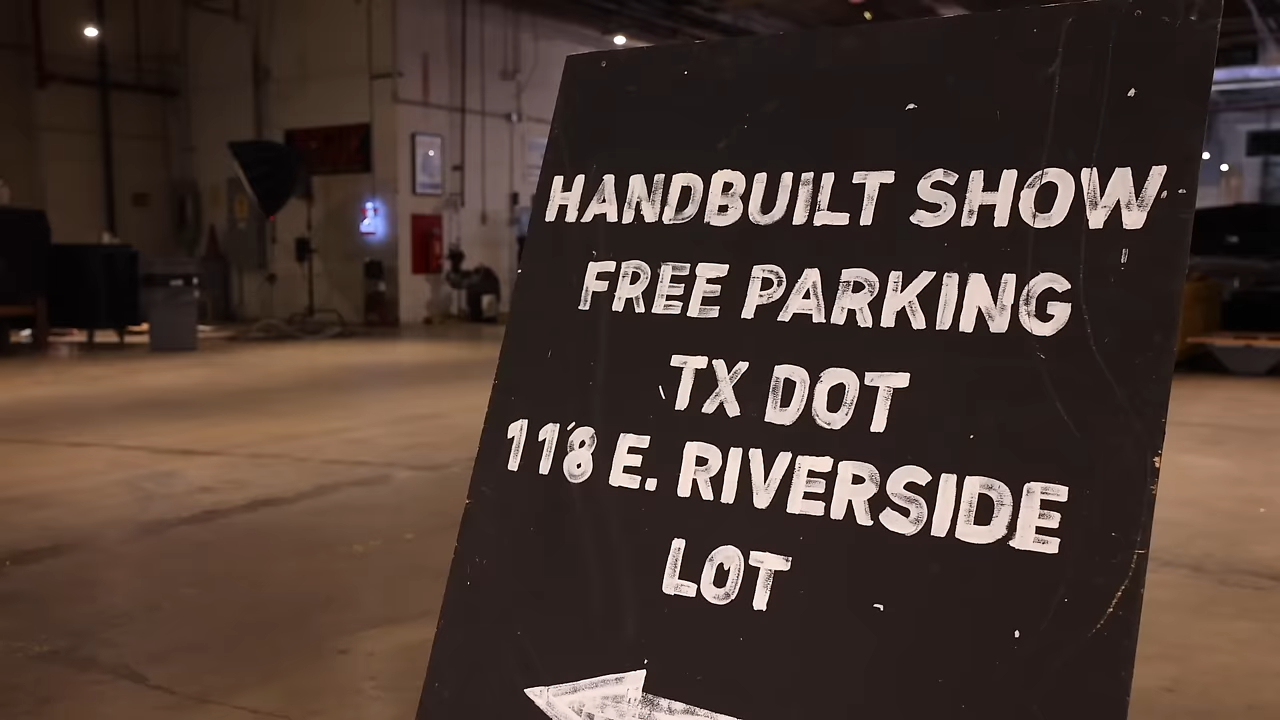 HANDBUILT SHOW
FREE PARKING
TX DOT
118 E. RIVERSIDE
LOT